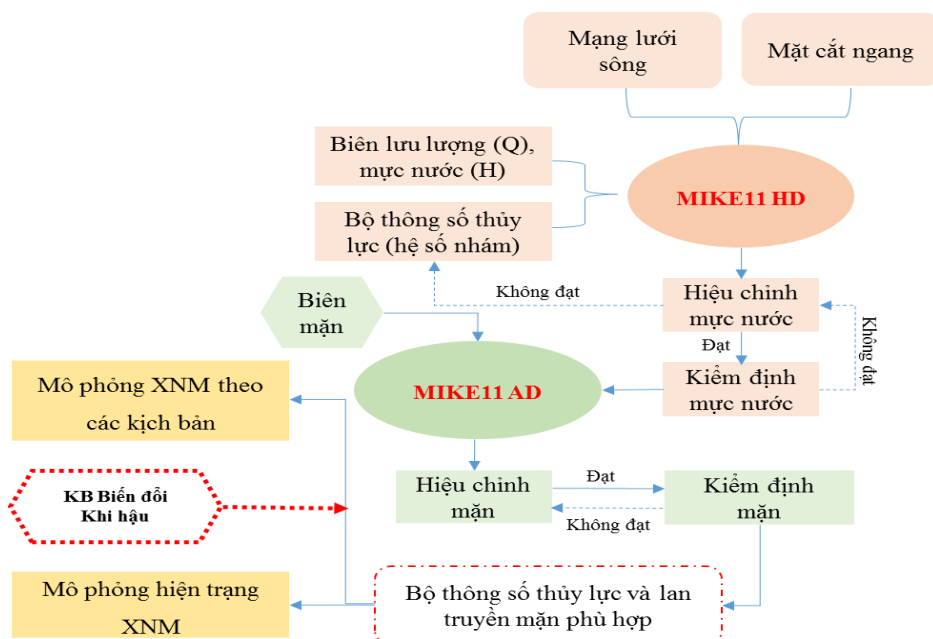 Mạng lưới
sông
Mặt cắt ngang
Biên lưu lượng (Q),
mực nước (H)
MIKE11 HD
Bộ thông số thủy
lực (hệ số nhám)
Không đạt
Hiệu chỉnh
mực nước
Không đạt
Đạt
Biên
mặn
Kiểm định
mực nước
MIKE11 AD
Mô phỏng XNM theo
các kịch bản
Hiệu chỉnh
mặn
Đạt
Không đạt
Kiểm định
mặn
KB Biến đổi
Khi hậu
Mô phỏng hiện trạng
XNM
Bộ thông số thủy lực và lan
truyền mặn phù hợp